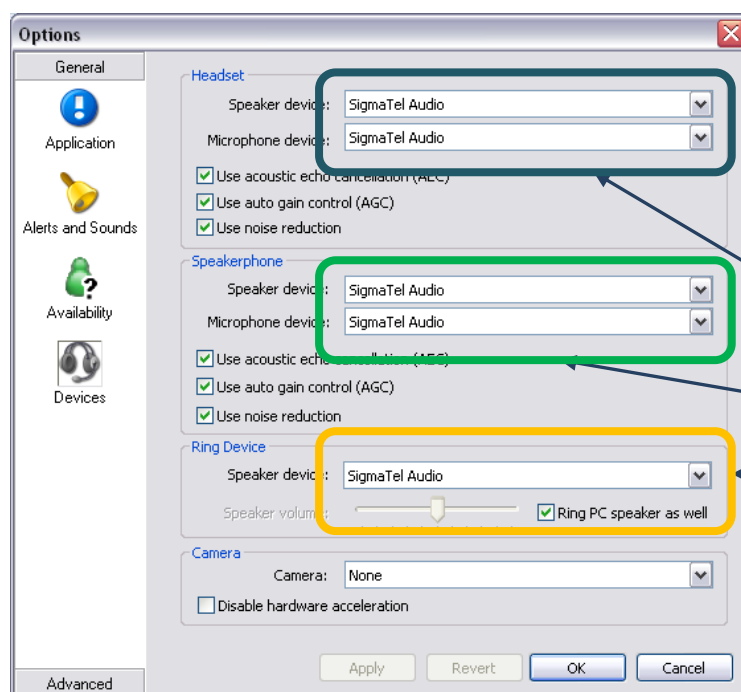 Options
General
Application
Alerts and Sounds
Availability
Devices
Advanced
Headset
Speaker device: SigmaTel Audio
Microphone device: SigmaTel Audio
Use acoustic echo cancellation (AEC)
Use auto gain control (AGC)
Use noise reduction
Speakerphone
Speaker device: SigmaTel Audio
Microphone device: SigmaTel Audio
Use acoustic echo cancellation (AEC)
Use auto gain control (AGC)
Use noise reduction
Ring Device
Speaker device: SigmaTel Audio
Speaker volume: Ring PC speaker as well
Camera
Camera: None
Disable hardware acceleration
Apply Revert OK Cancel